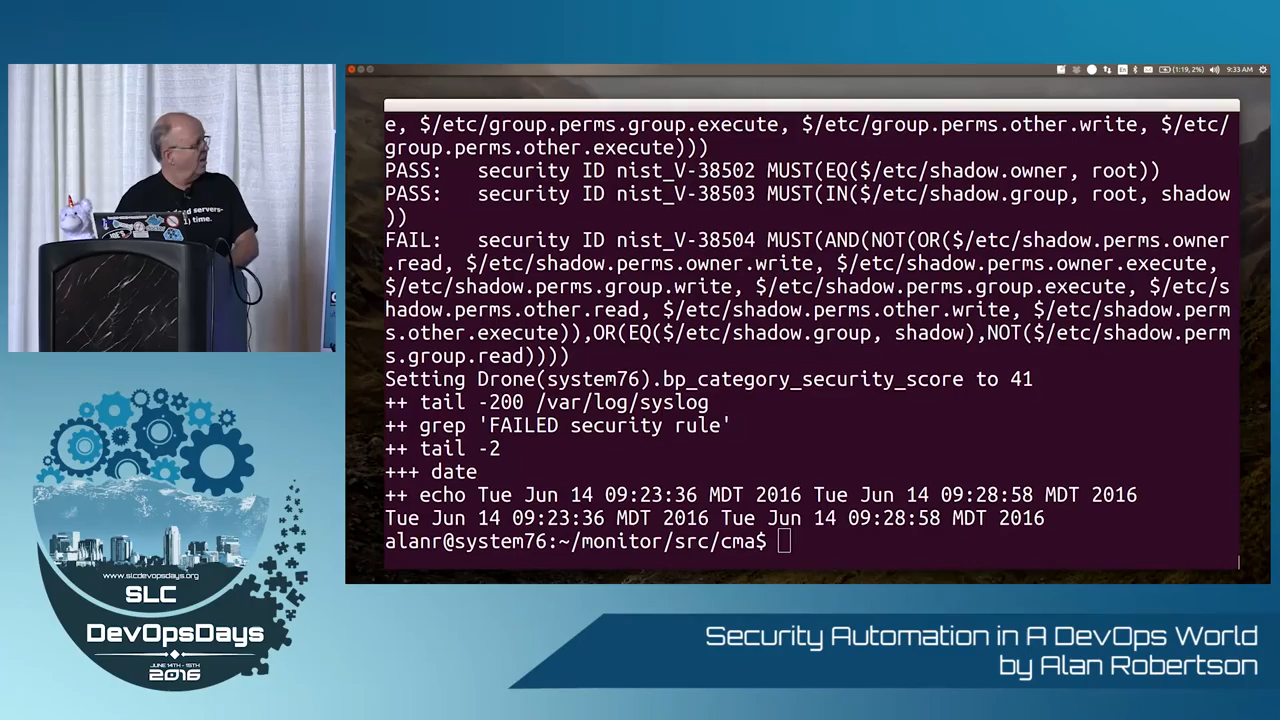 (1:19, 2%)
9:33 AM
e, $/etc/group.perms.group.execute, $/etc/group.perms.other.write, $/etc/
group.perms.other.execute)))
PASS:   security ID nist_V-38502 MUST(EQ($/etc/shadow.owner, root))
PASS:   security ID nist_V-38503 MUST(IN($/etc/shadow.group, root, shadow
))
FAIL:   security ID nist_V-38504 MUST(AND(NOT(OR($/etc/shadow.perms.owner
.read, $/etc/shadow.perms.owner.write, $/etc/shadow.perms.owner.execute,
$/etc/shadow.perms.group.write, $/etc/shadow.perms.group.execute, $/etc/s
hadow.perms.other.read, $/etc/shadow.perms.other.write, $/etc/shadow.perm
s.other.execute)),OR(EQ($/etc/shadow.group, shadow),NOT($/etc/shadow.perm
s.group.read))))
Setting Drone(system76).bp_category_security_score to 41
++ tail -200 /var/log/syslog
++ grep 'FAILED security rule'
++ tail -2
+++ date
++ echo Tue Jun 14 09:23:36 MDT 2016 Tue Jun 14 09:28:58 MDT 2016
Tue Jun 14 09:23:36 MDT 2016 Tue Jun 14 09:28:58 MDT 2016
alanr@system76:~/monitor/src/cma$
servers-
time.
www.slcdevopsdays.org
SLC
DevOpsDays
JUNE 14TH - 15TH
2016
Security Automation in A DevOps World
by Alan Robertson